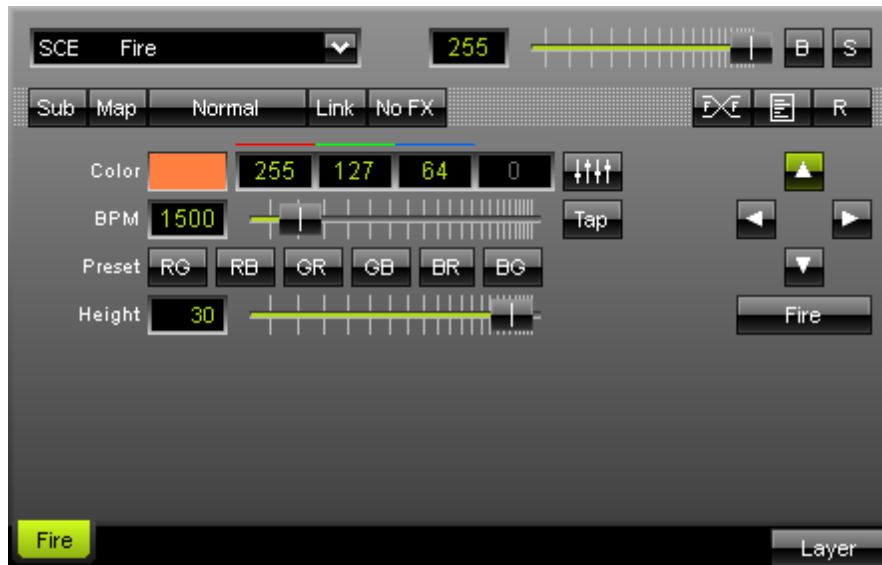 SCE Fire 255 B S
Sub Map Normal Link No FX R
Color 255 127 64 0
BPM 1500 Tap
Preset RG RB GR GB BR BG
Height 30 Fire
Fire Layer